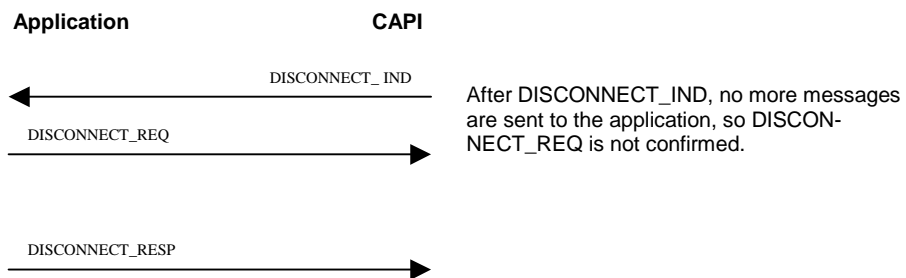 Application CAPI
DISCONNECT_ IND
After DISCONNECT_IND, no more messages
are sent to the application, so DISCON-
NECT_REQ is not confirmed.
DISCONNECT_REQ
DISCONNECT_RESP